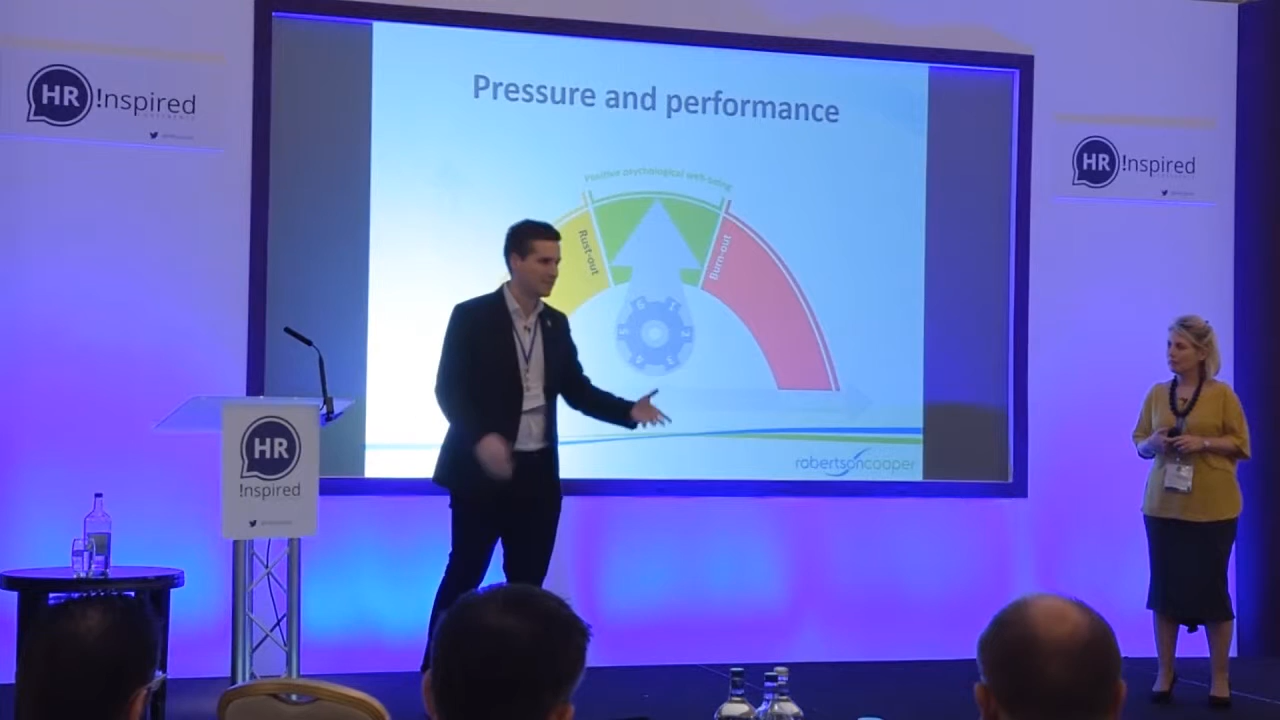 HR !nspired
Pressure and performance
HR !nspired
Positive psychological well-being
Rust-out
Burn-out
robertsoncooper
HR
!nspired